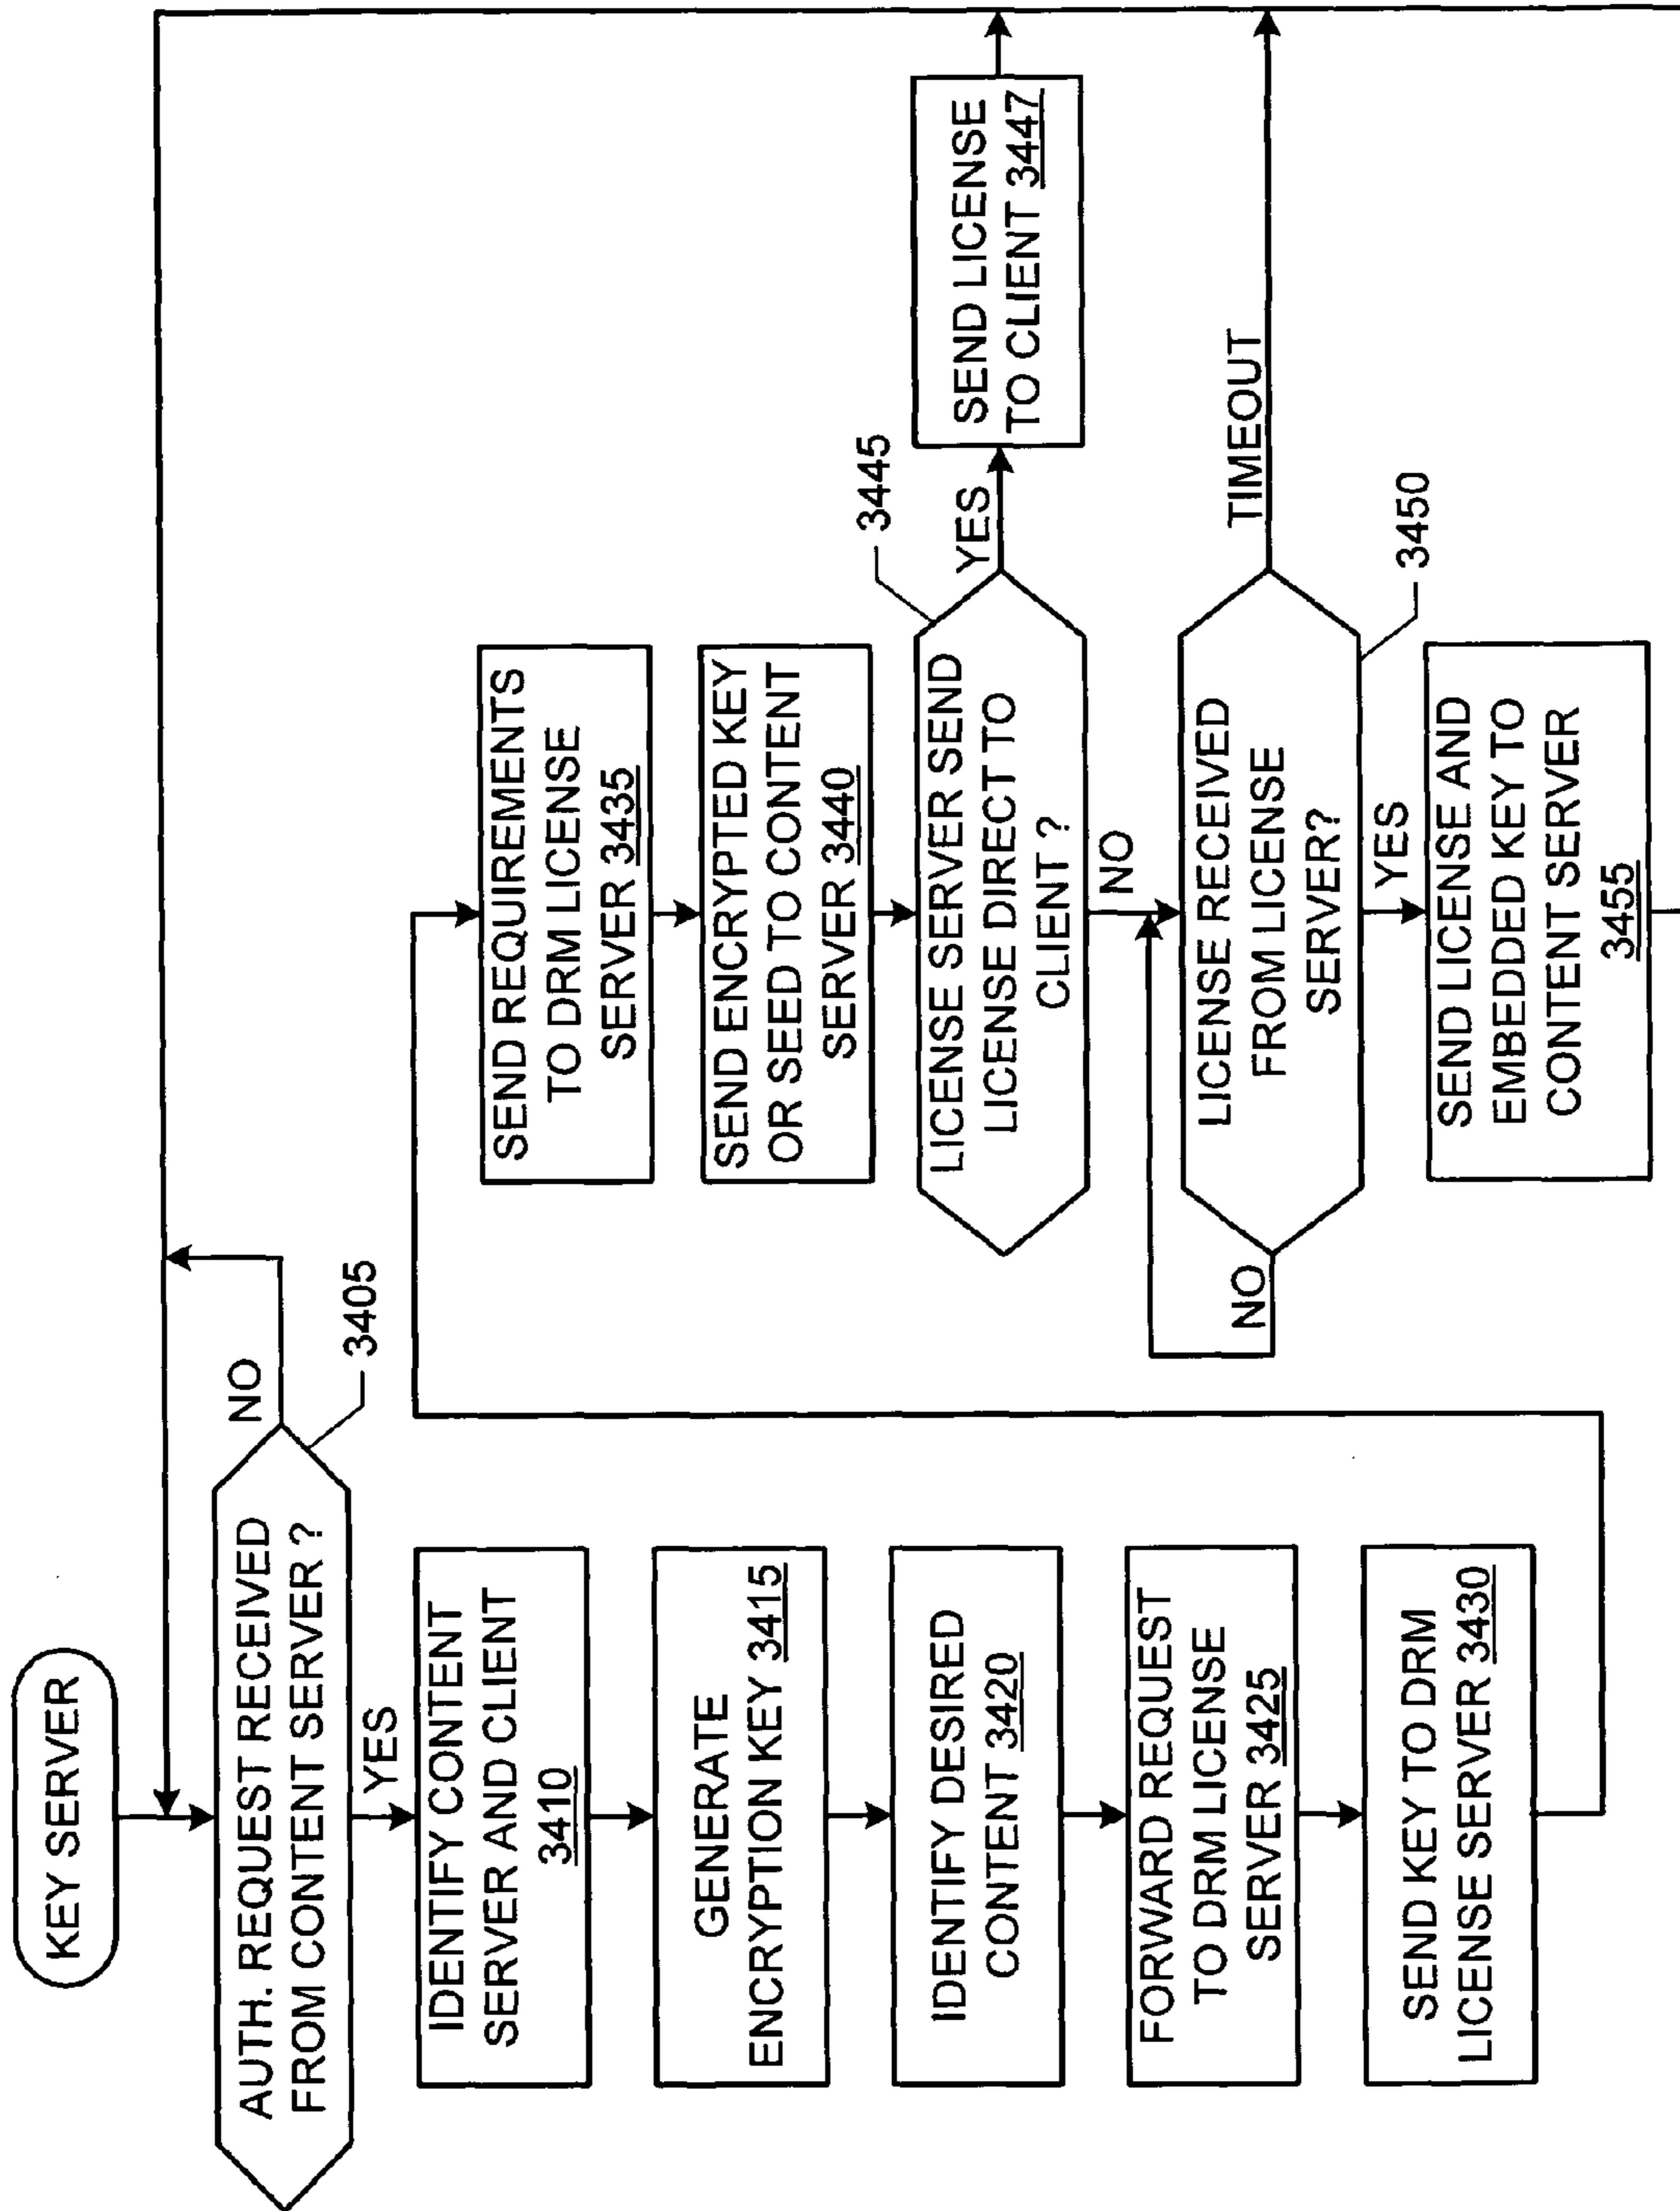 KEY SERVER
AUTH. REQUEST RECEIVED
FROM CONTENT SERVER ?
NO
3405
YES
IDENTIFY CONTENT
SERVER AND CLIENT
3410
GENERATE
ENCRYPTION KEY 3415
IDENTIFY DESIRED
CONTENT 3420
FORWARD REQUEST
TO DRM LICENSE
SERVER 3425
SEND KEY TO DRM
LICENSE SERVER 3430
SEND REQUIREMENTS
TO DRM LICENSE
SERVER 3435
SEND ENCRYPTED KEY
OR SEED TO CONTENT
SERVER 3440
LICENSE SERVER SEND
LICENSE DIRECT TO
CLIENT ?
3445
YES
SEND LICENSE
TO CLIENT 3447
NO
LICENSE RECEIVED
FROM LICENSE
SERVER?
NO
TIMEOUT
3450
YES
SEND LICENSE AND
EMBEDDED KEY TO
CONTENT SERVER
3455